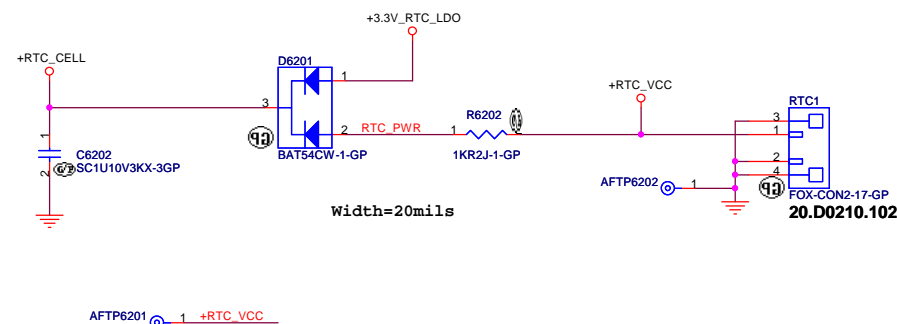 +3.3V_RTC_LDO
+RTC_CELL
D6201
1
3
2
RTC_PWR
BAT54CW-1-GP
GP
1
2
C6202
SC1U10V3KX-3GP
R6202
1
1KR2J-1-GP
+RTC_VCC
RTC1
3
1
2
4
GP
FOX-CON2-17-GP
20.D0210.102
AFTP6202
1
Width=20mils
AFTP6201
1
+RTC_VCC